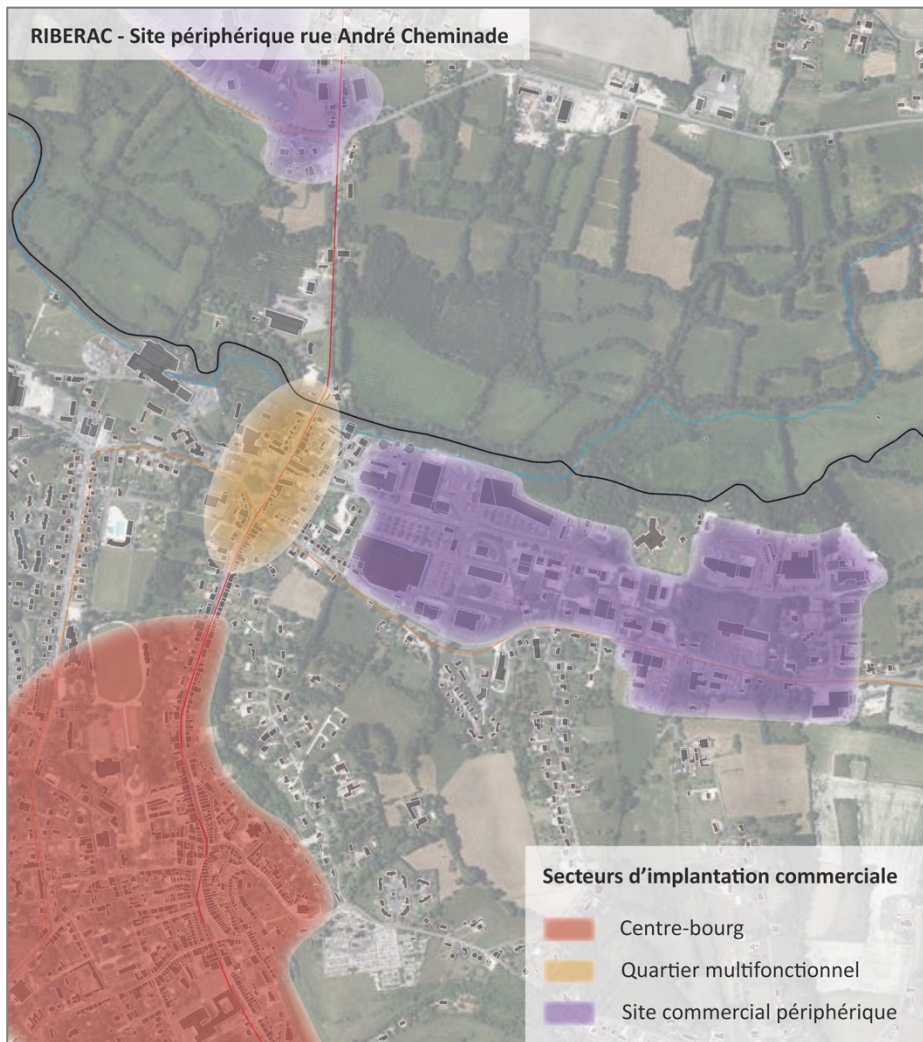 RIBERAC - Site périphérique rue André Cheminade
Secteurs d'implantation commerciale
Centre-bourg
Quartier multifonctionnel
Site commercial périphérique